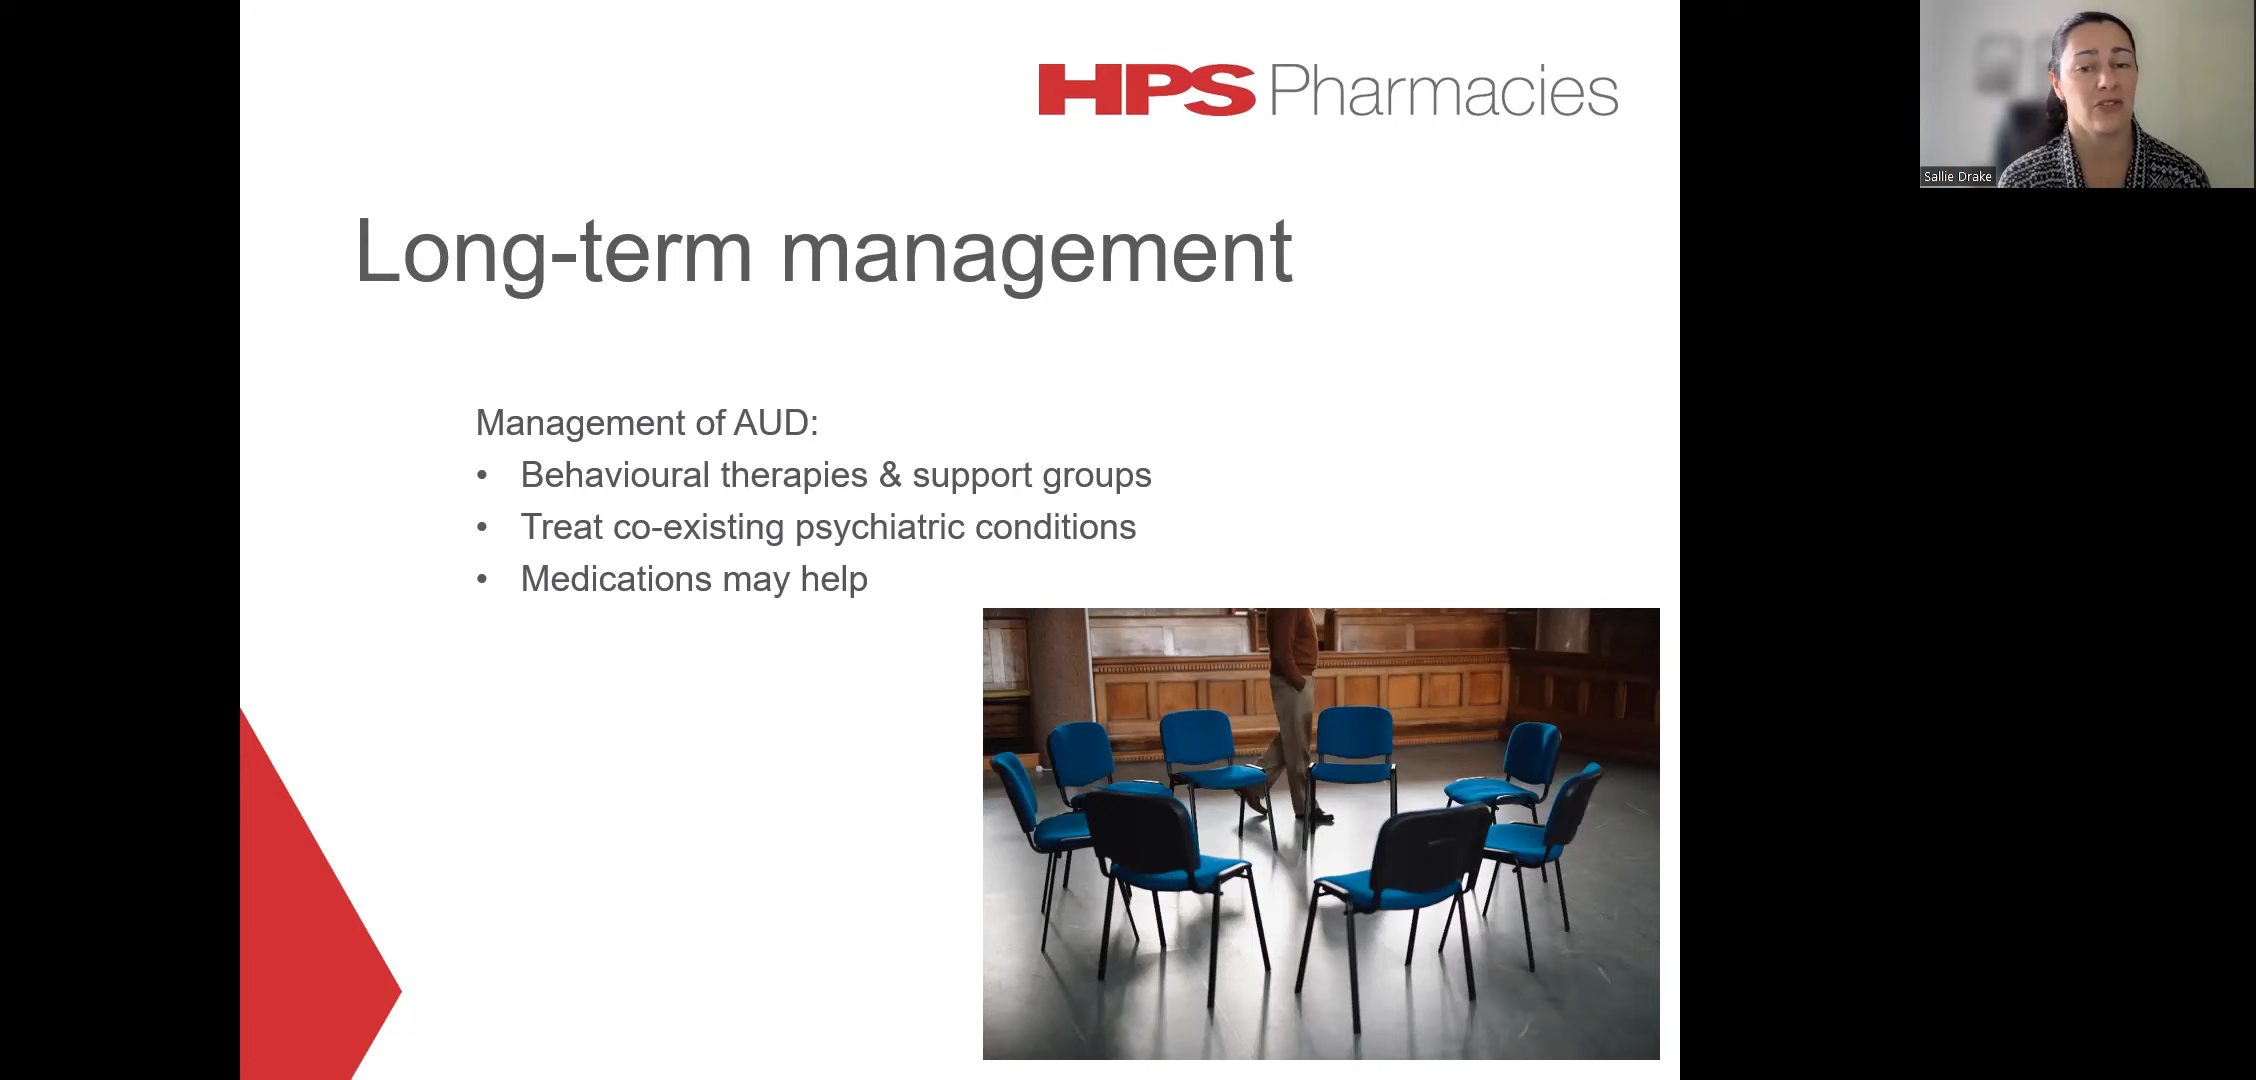 HPS Pharmacies
Sallie Drake
Long-term management
Management of AUD:
• Behavioural therapies & support groups
• Treat co-existing psychiatric conditions
• Medications may help